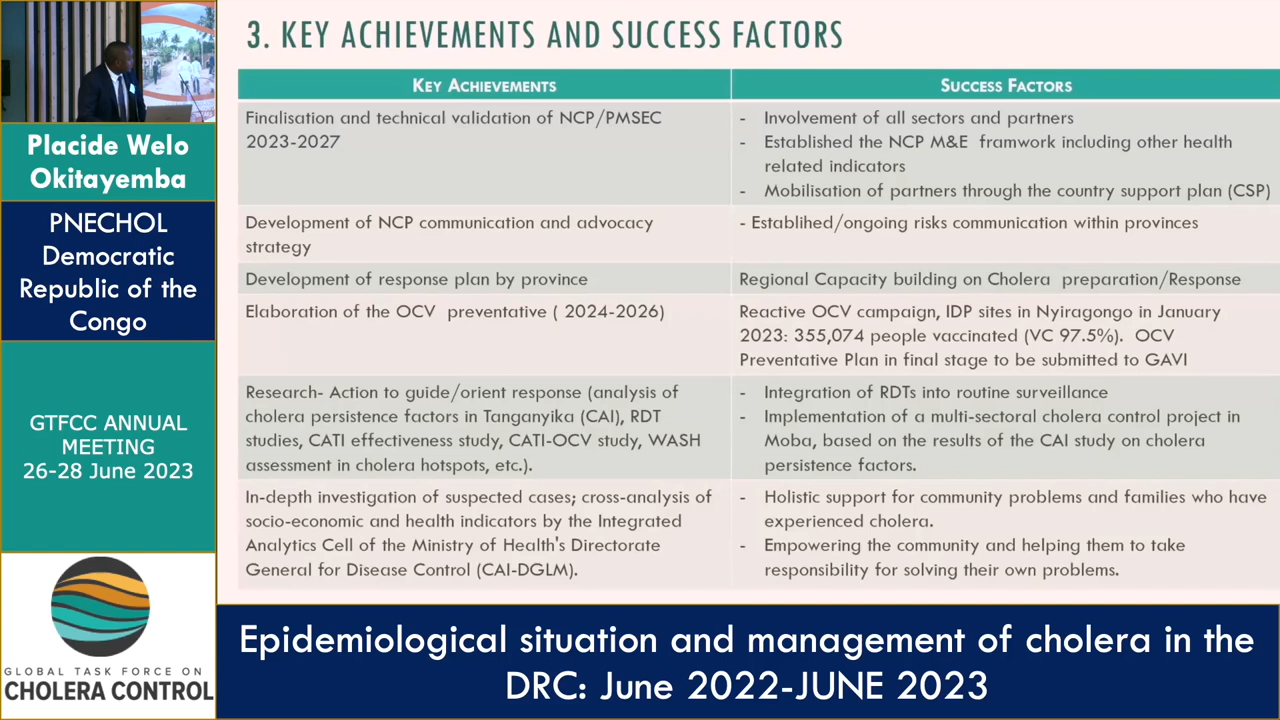 3. KEY ACHIEVEMENTS AND SUCCESS FACTORS
KEY ACHIEVEMENTS
SUCCESS FACTORS
Finalisation and technical validation of NCP/PMSEC
2023-2027
- Involvement of all sectors and partners
- Established the NCP M&E framwork including other health
related indicators
- Mobilisation of partners through the country support plan (CSP)
Development of NCP communication and advocacy
strategy
- Establihed/ongoing risks communication within provinces
Development of response plan by province
Regional Capacity building on Cholera preparation/Response
Elaboration of the OCV preventative ( 2024-2026)
Reactive OCV campaign, IDP sites in Nyiragongo in January
2023: 355,074 people vaccinated (VC 97.5%). OCV
Preventative Plan in final stage to be submitted to GAVI
Research- Action to guide/orient response (analysis of
cholera persistence factors in Tanganyika (CAI), RDT
studies, CATI effectiveness study, CATI-OCV study, WASH
assessment in cholera hotspots, etc.).
- Integration of RDTs into routine surveillance
- Implementation of a multi-sectoral cholera control project in
Moba, based on the results of the CAI study on cholera
persistence factors.
In-depth investigation of suspected cases; cross-analysis of
socio-economic and health indicators by the Integrated
Analytics Cell of the Ministry of Health's Directorate
General for Disease Control (CAI-DGLM).
- Holistic support for community problems and families who have
experienced cholera.
- Empowering the community and helping them to take
responsibility for solving their own problems.
Placide Welo
Okitayemba
PNECHOL
Democratic
Republic of the
Congo
GTFCC ANNUAL
MEETING
26-28 June 2023
GLOBAL TASK FORCE ON
CHOLERA CONTROL
Epidemiological situation and management of cholera in the
DRC: June 2022-JUNE 2023